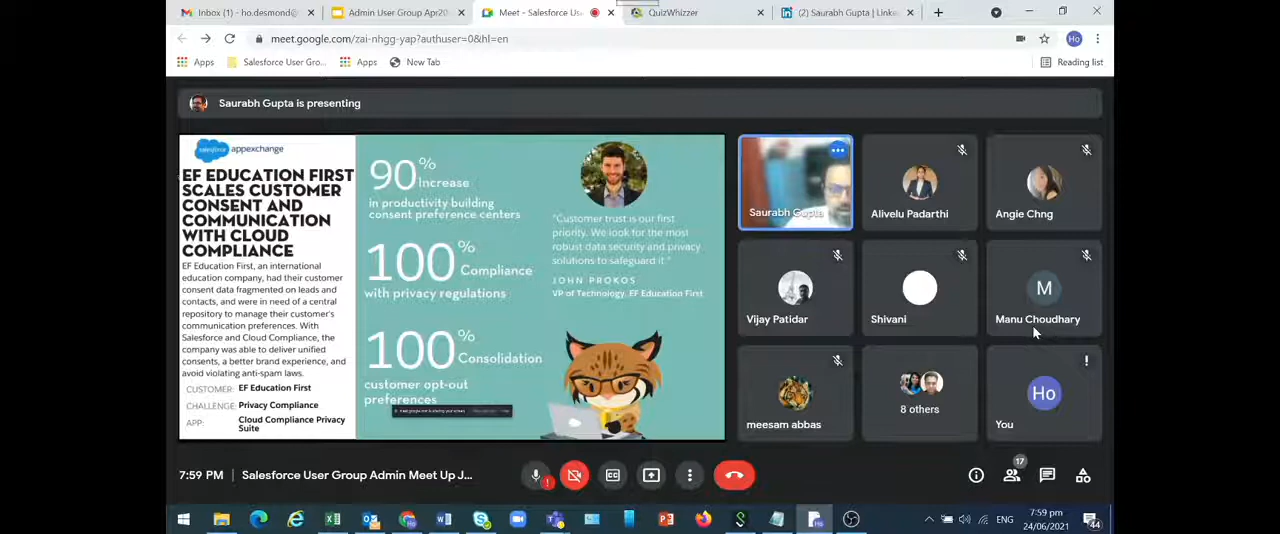 Inbox (1) - ho.desmond@
Admin User Group Apr20
Meet - Salesforce Us
QuizWhizzer
(2) Saurabh Gupta | Linke
meet.google.com/zai-nhgg-yap?authuser=0&hl=en
Ho
Apps
Salesforce User Gro...
Apps
New Tab
Reading list
Saurabh Gupta is presenting
salesforce appexchange
EF EDUCATION FIRST
SCALES CUSTOMER
CONSENT AND
COMMUNICATION
WITH CLOUD
COMPLIANCE
EF Education First, an international
education company, had their customer
consent data fragmented on leads and
contacts, and were in need of a central
repository to manage their customer's
communication preferences. With
Salesforce and Cloud Compliance, the
company was able to deliver unified
consents, a better brand experience, and
avoid violating anti-spam laws.
CUSTOMER: EF Education First
CHALLENGE: Privacy Compliance
APP: Cloud Compliance Privacy
Suite
90% Increase
in productivity building
consent preference centers
100% Compliance
with privacy regulations
100% Consolidation
customer opt-out
preferences
"Customer trust is our first
priority. We look for the most
robust data security and privacy
solutions to safeguard it."
JOHN PROKOS
VP of Technology, EF Education First
Saurabh Gupta
Alivelu Padarthi
Angie Chng
Vijay Patidar
Shivani
M
Manu Choudhary
meesam abbas
8 others
Ho
You
7:59 PM | Salesforce User Group Admin Meet Up J...
17
ENG
7:59 pm
24/06/2021
44